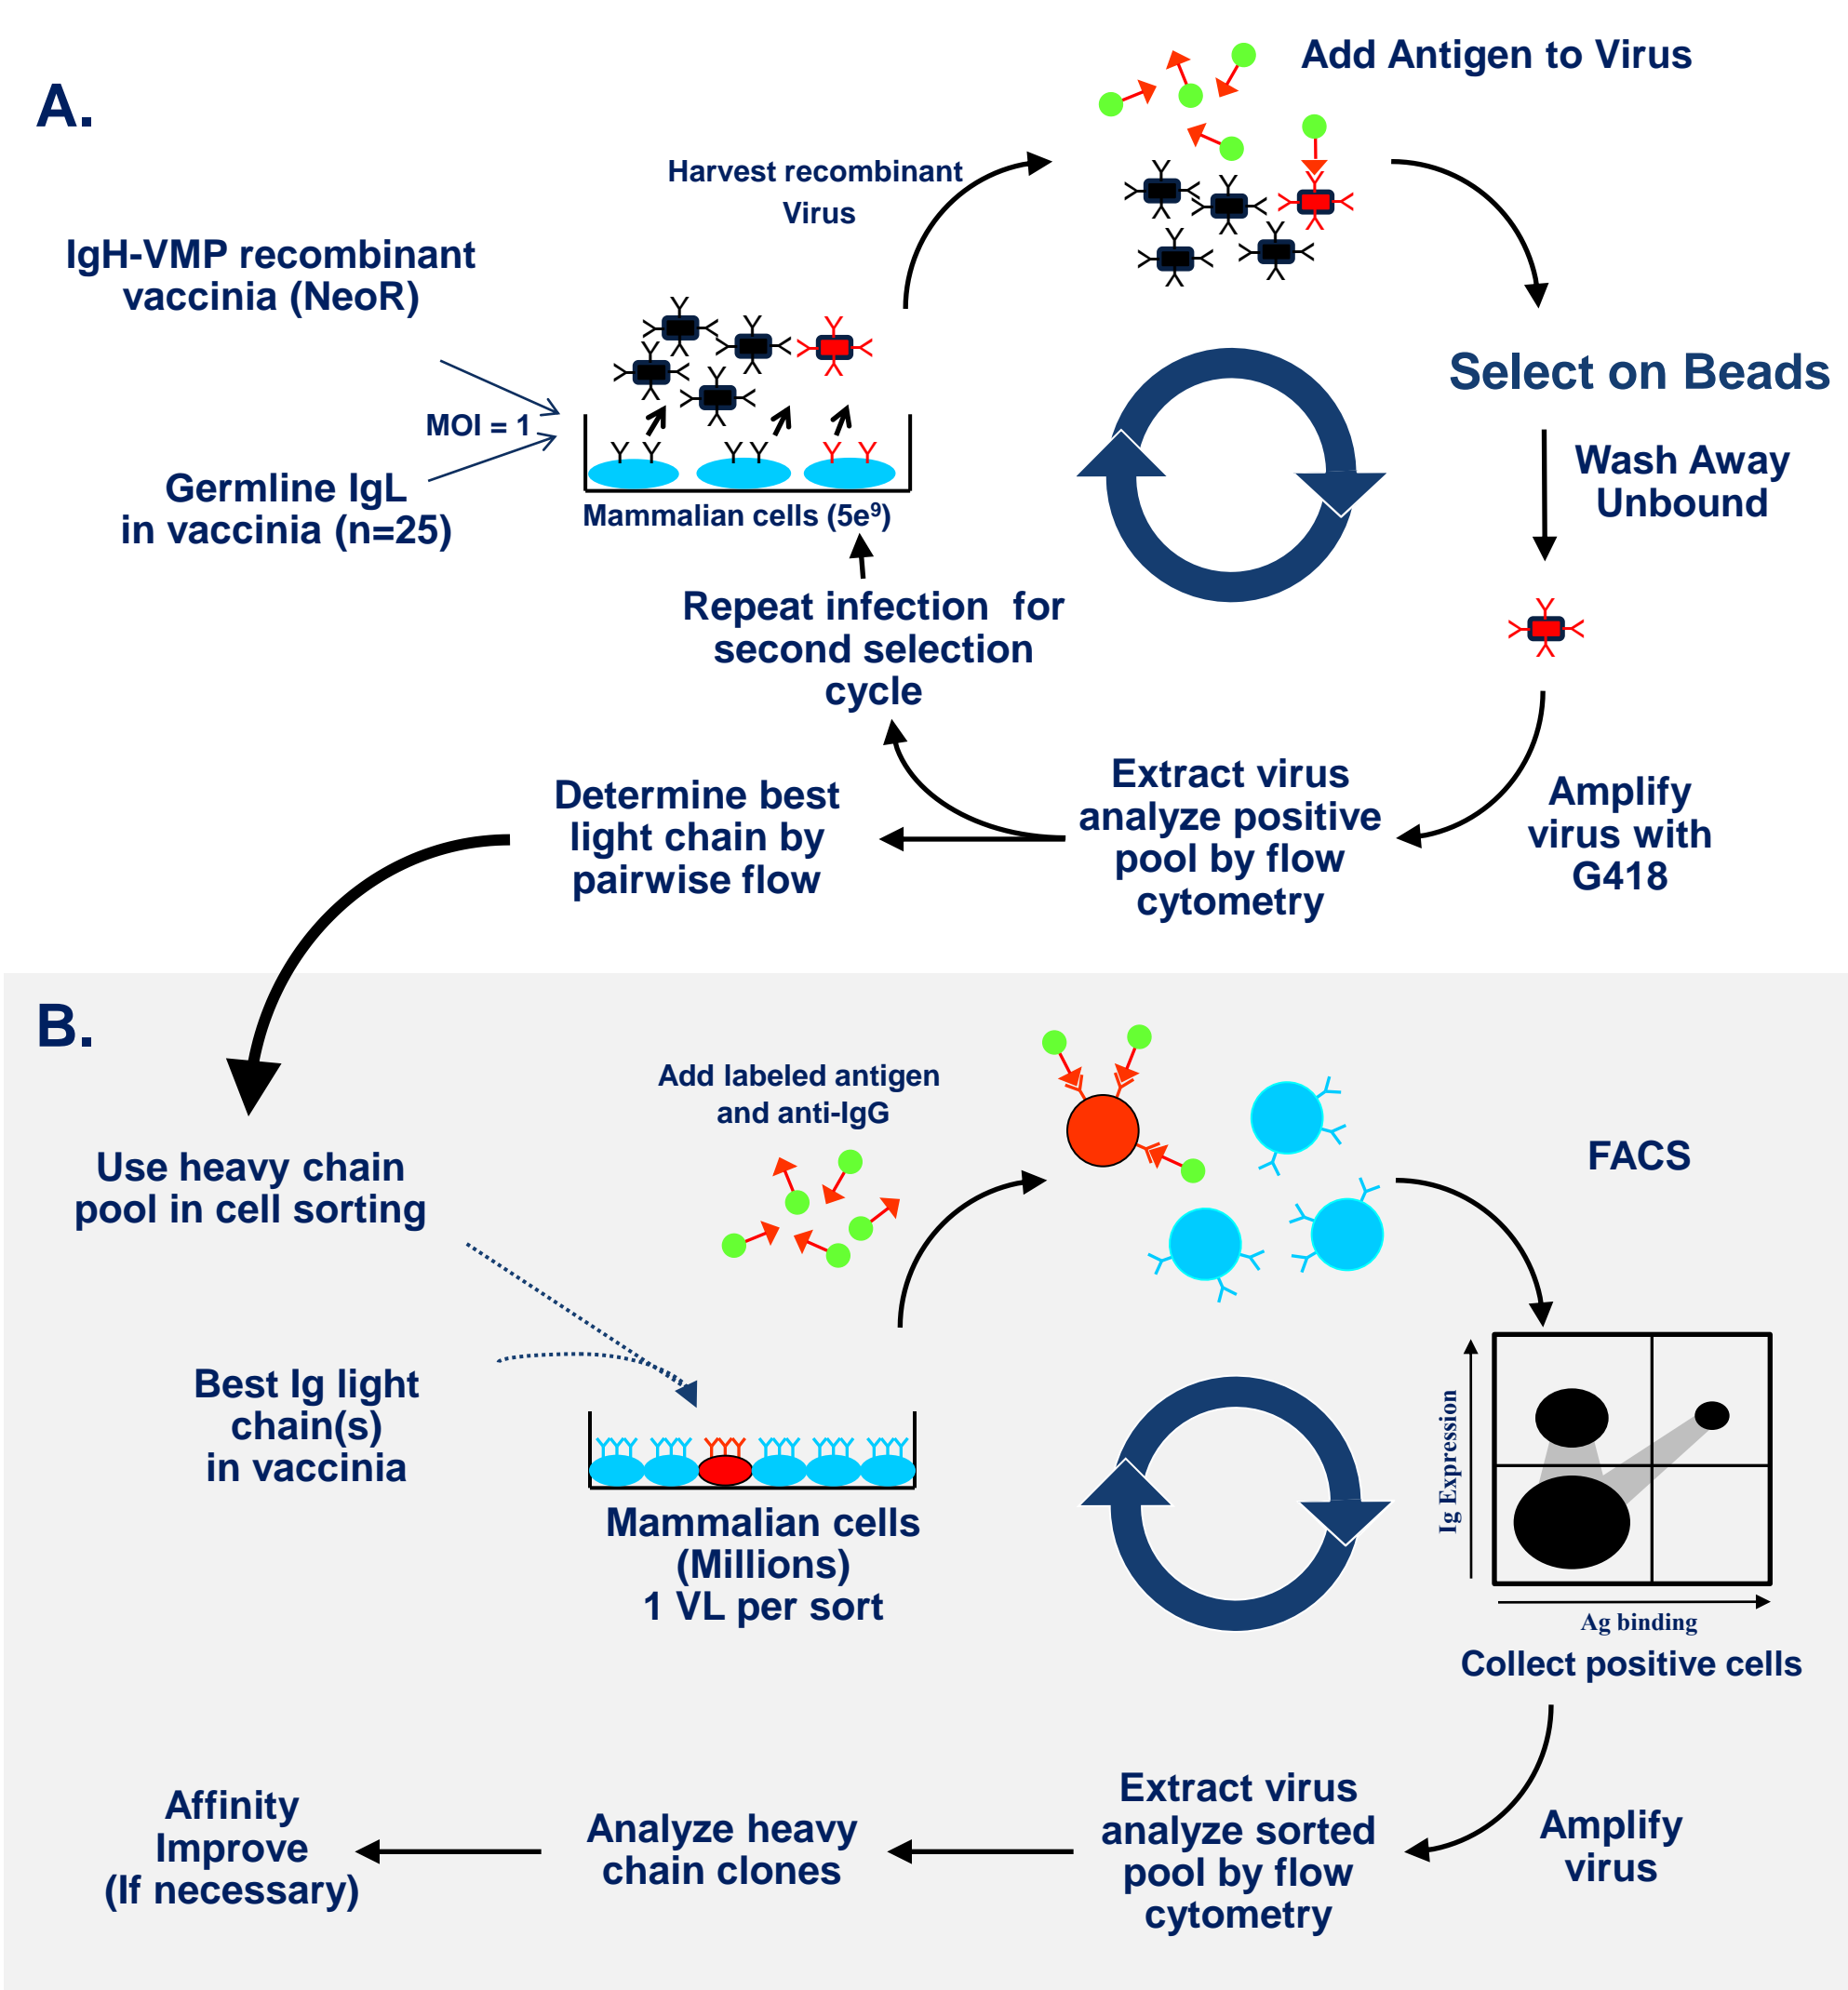 A.
Add Antigen to Virus
Harvest recombinant
Virus
IgH-VMP recombinant
vaccinia (NeoR)
MOI = 1
Germline IgL
in vaccinia (n=25)
Mammalian cells (5e⁹)
Select on Beads
Wash Away
Unbound
Repeat infection for
second selection
cycle
Amplify
virus with
G418
Extract virus
analyze positive
pool by flow
cytometry
Determine best
light chain by
pairwise flow
B.
Use heavy chain
pool in cell sorting
Add labeled antigen
and anti-IgG
FACS
Best Ig light
chain(s)
in vaccinia
Mammalian cells
(Millions)
1 VL per sort
Ig Expression
Ag binding
Collect positive cells
Amplify
virus
Extract virus
analyze sorted
pool by flow
cytometry
Analyze heavy
chain clones
Affinity
Improve
(If necessary)